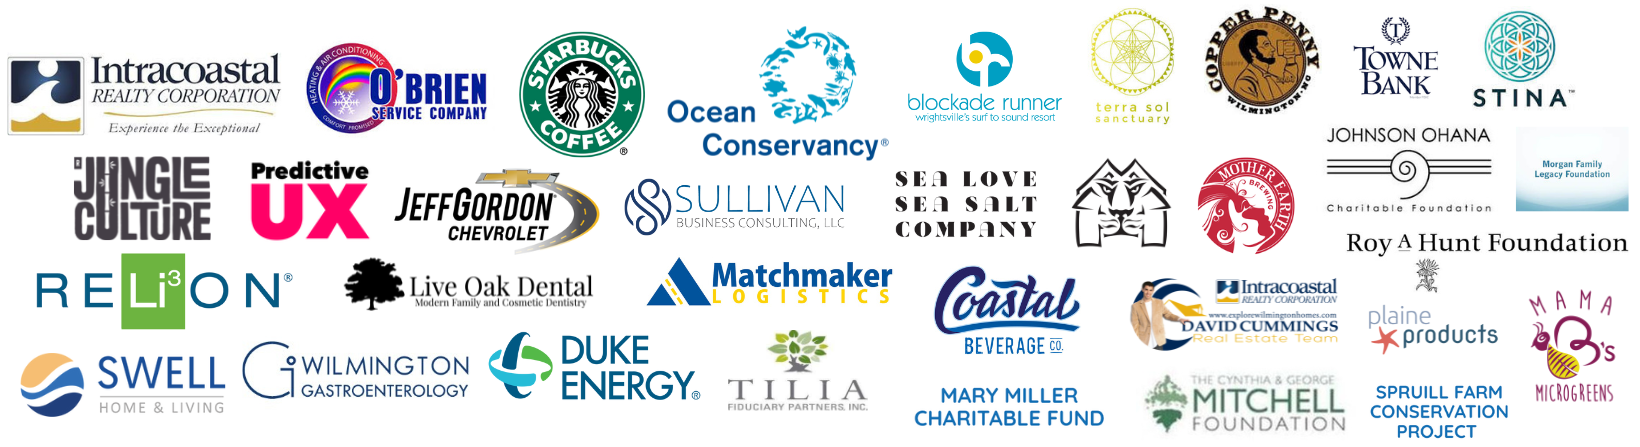 Intracoastal
REALTY CORPORATION
Experience the Exceptional
HEATING & AIR CONDITIONING
O'BRIEN
SERVICE COMPANY
COMFORT PROMISED
STARBUCKS
COFFEE
®
Ocean
Conservancy®
blockade runner
wrightsville's surf to sound resort
terra sol
sanctuary
COPPER PENNY
WILMINGTON, NC
T
TOWNE
BANK
STINA™
JUNGLE
CULTURE
Predictive
UX
JEFF GORDON
CHEVROLET
SULLIVAN
BUSINESS CONSULTING, LLC
SEA LOVE
SEA SALT
COMPANY
MOTHER EARTH
BREWING
JOHNSON OHANA
Charitable Foundation
Morgan Family
Legacy Foundation
Roy A Hunt Foundation
RELi3ON®
Live Oak Dental
Modern Family and Cosmetic Dentistry
Matchmaker
LOGISTICS
Coastal
BEVERAGE CO.
Intracoastal
REALTY CORPORATION
www.explorewilmingtonhomes.com
DAVID CUMMINGS
Real Estate Team
plaine
products
MAMA
B's
MICROGREENS
SWELL
HOME & LIVING
Gi WILMINGTON
GASTROENTEROLOGY
DUKE
ENERGY®
TILIA
FIDUCIARY PARTNERS, INC.
MARY MILLER
CHARITABLE FUND
THE CYNTHIA & GEORGE
MITCHELL
FOUNDATION
SPRUILL FARM
CONSERVATION
PROJECT